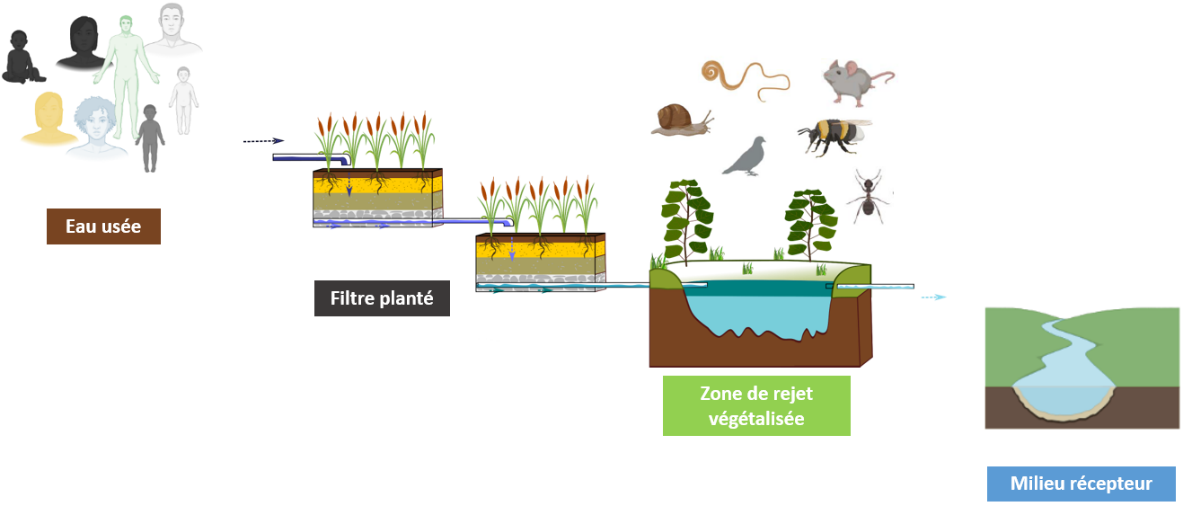 Eau usée
Filtre planté
Zone de rejet
végétalisée
Milieu récepteur